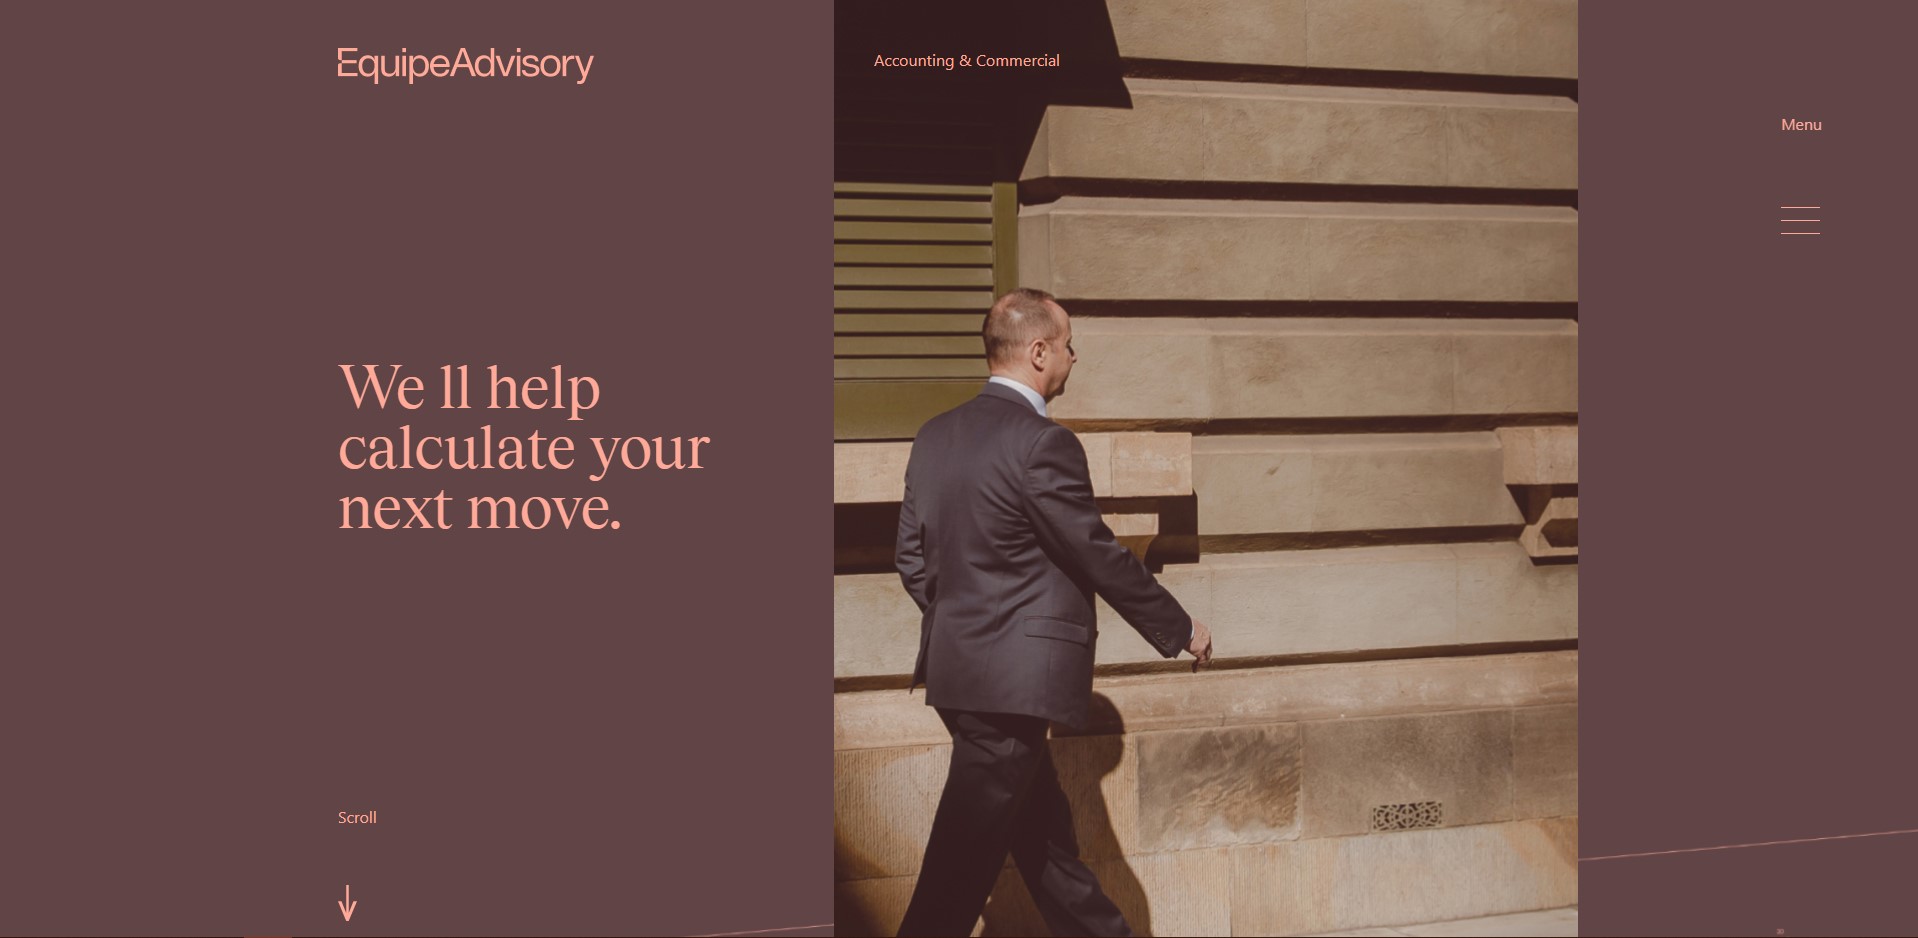 EquipeAdvisory
Accounting & Commercial
Menu
We ll help
calculate your
next move.
Scroll